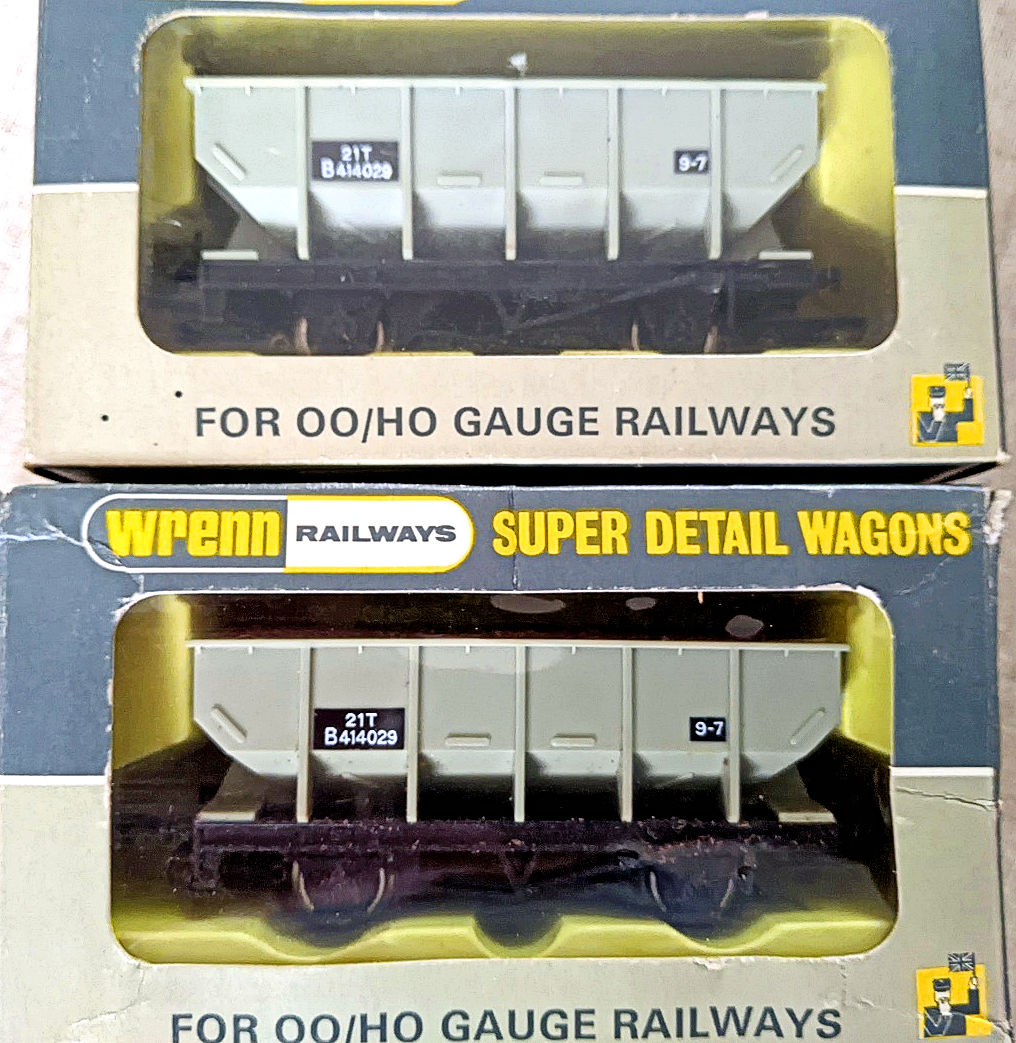 21T
B414029
9-7
FOR OO/HO GAUGE RAILWAYS
wrenn RAILWAYS SUPER DETAIL WAGONS
21T
B414029
9-7
FOR OO/HO GAUGE RAILWAYS